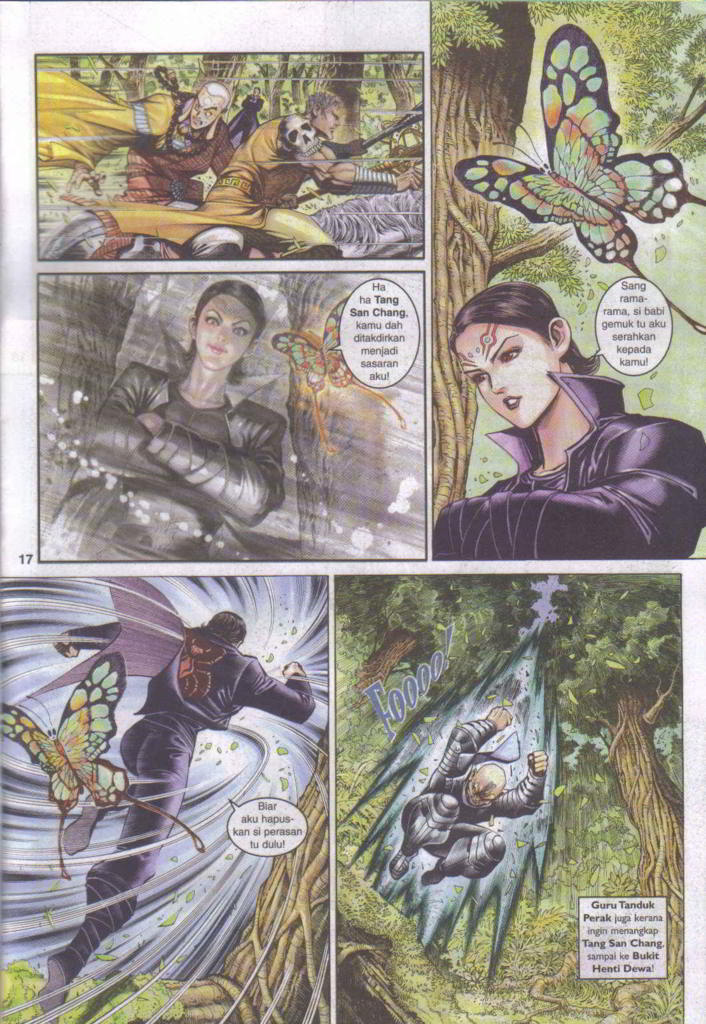 Ha
ha Tang
San Chang,
kamu dah
ditakdirkan
menjadi
sasaran
aku!
Sang
rama-
rama, si babi
gemuk tu aku
serahkan
kepada
kamu!
17
Biar
aku hapus-
kan si perasan
tu dulu!
Foooo!
Guru Tanduk
Perak juga kerana
ingin menangkap
Tang San Chang,
sampai ke Bukit
Henti Dewa!